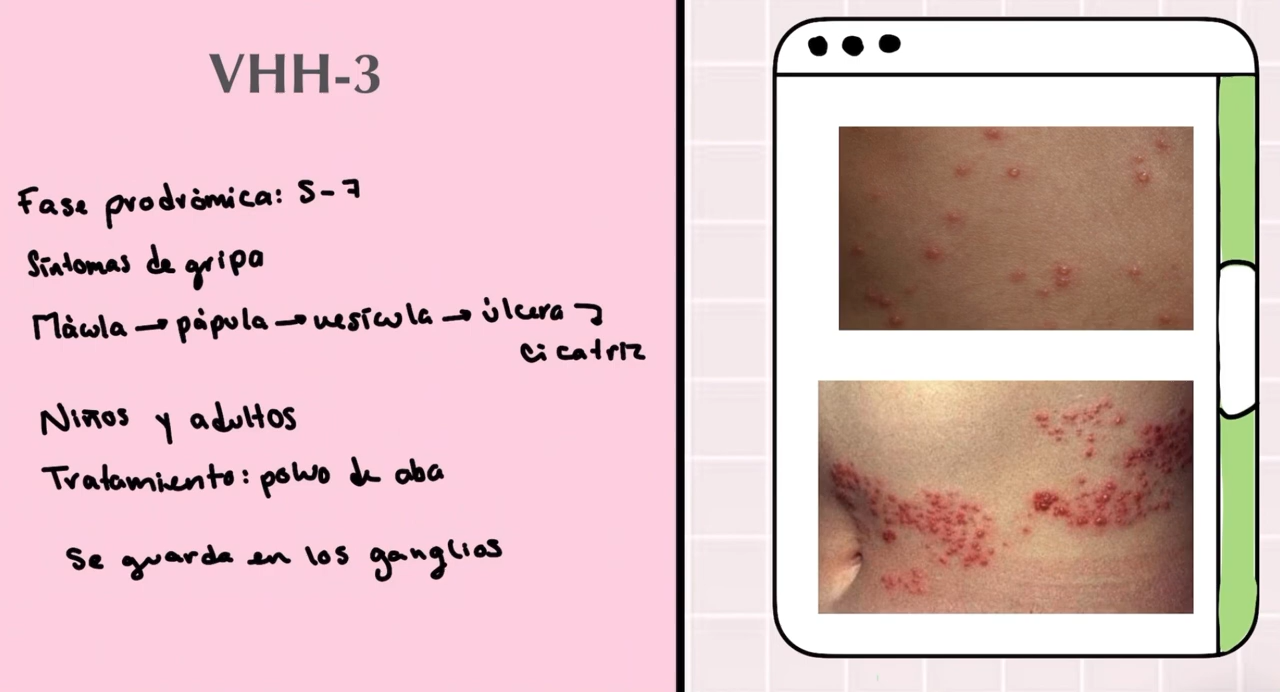 VHH-3
Fase prodrómica: 5-7
Síntomas de gripa
Mácula → pápula → vesícula → úlcera →
cicatriz
Niños y adultos
Tratamiento: polvo de aba
Se guarda en los ganglios